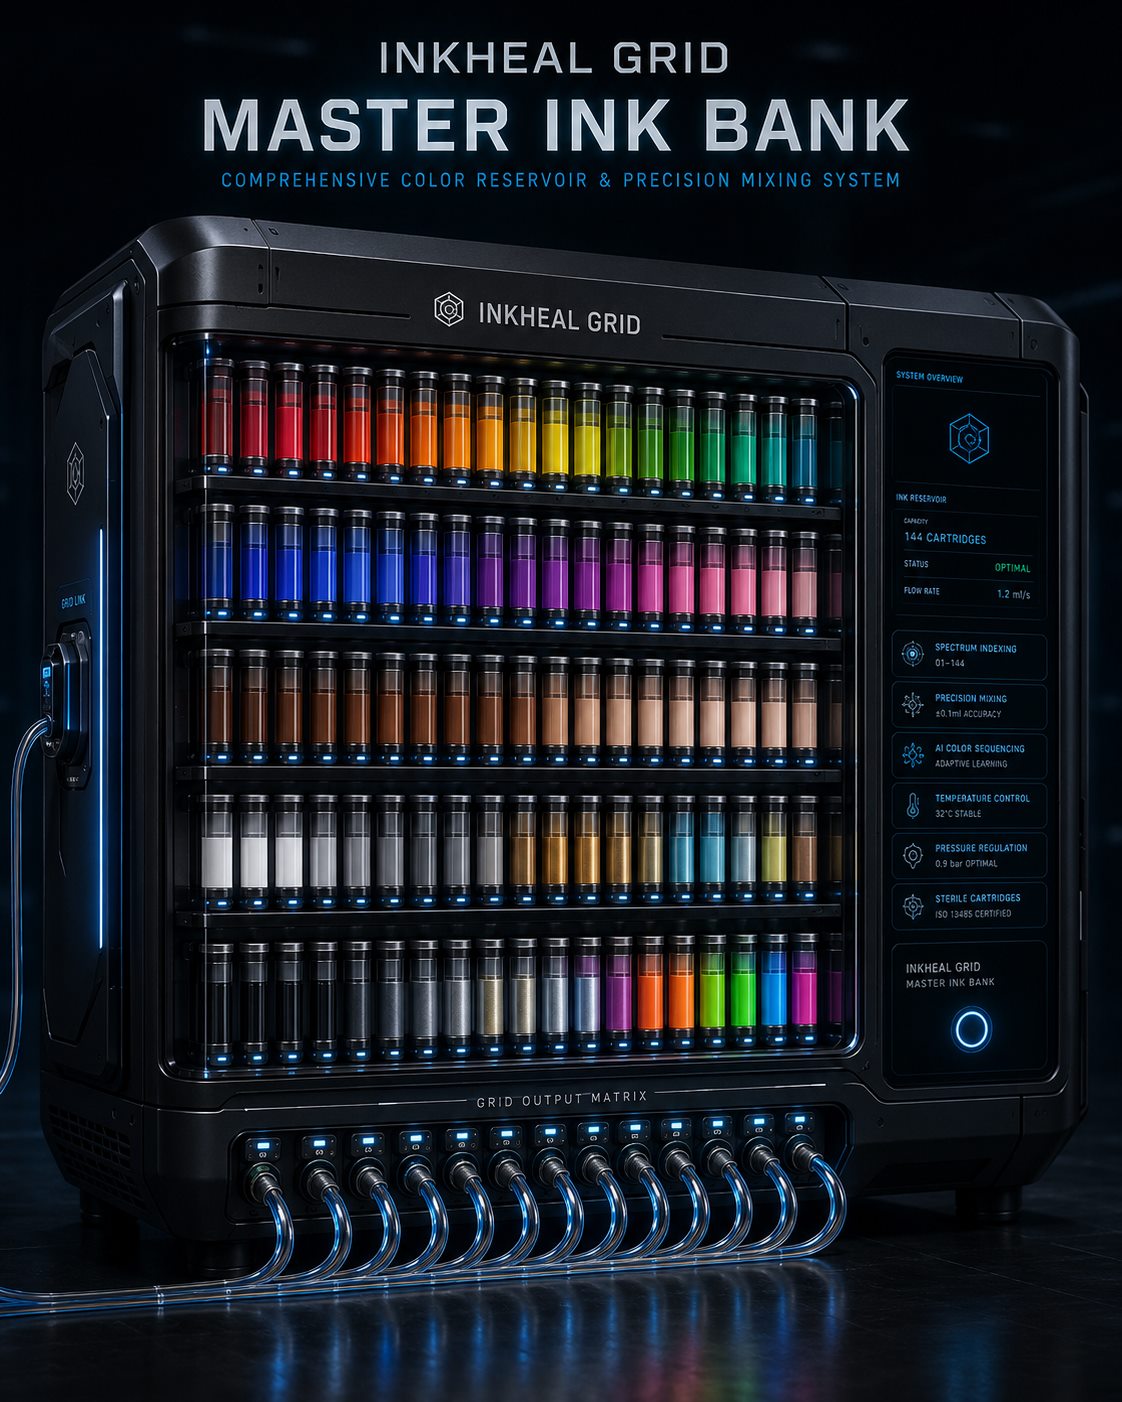 INKHEAL GRID
MASTER INK BANK
COMPREHENSIVE COLOR RESERVOIR & PRECISION MIXING SYSTEM
INKHEAL GRID
GRID LINK
SYSTEM OVERVIEW
INK RESERVOIR
CAPACITY
144 CARTRIDGES
STATUS OPTIMAL
FLOW RATE 1.2 ml/s
SPECTRUM INDEXING
01–144
PRECISION MIXING
±0.1ml ACCURACY
AI COLOR SEQUENCING
ADAPTIVE LEARNING
TEMPERATURE CONTROL
32°C STABLE
PRESSURE REGULATION
0.9 bar OPTIMAL
STERILE CARTRIDGES
ISO 13485 CERTIFIED
INKHEAL GRID
MASTER INK BANK
GRID OUTPUT MATRIX